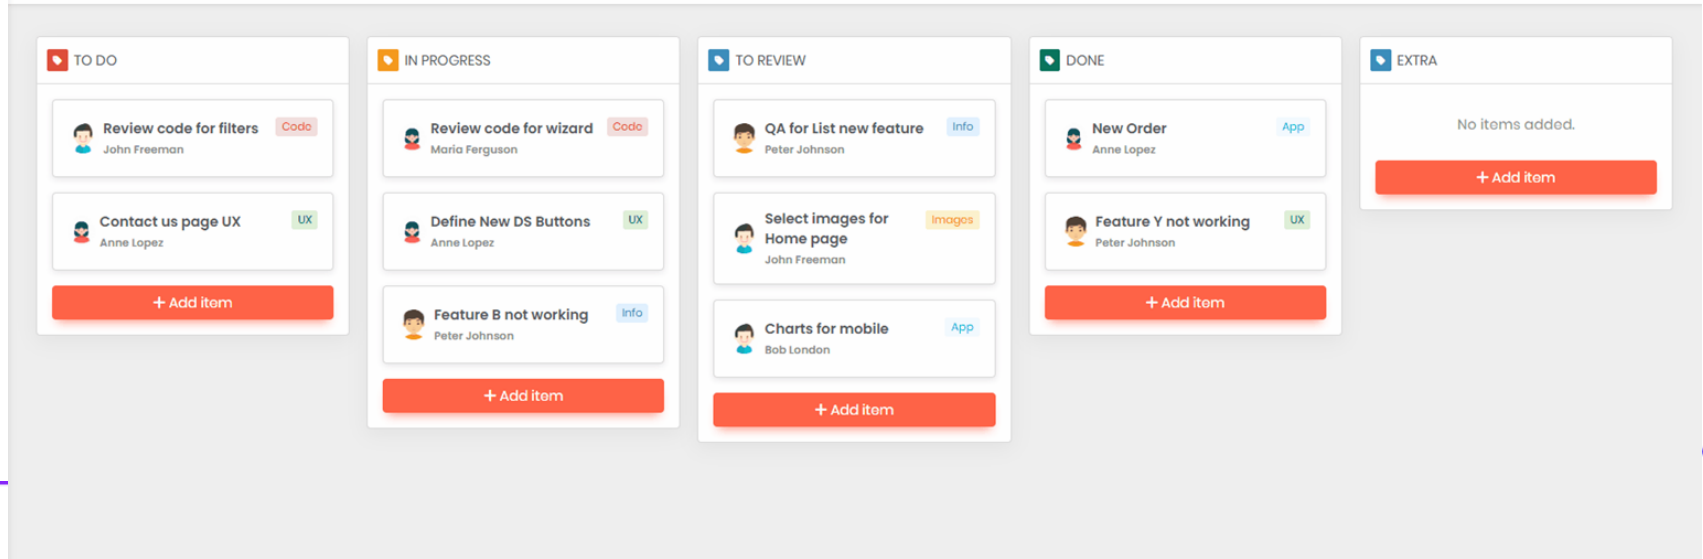 TO DO
Review code for filters
Code
John Freeman
Contact us page UX
UX
Anne Lopez
+ Add item
IN PROGRESS
Review code for wizard
Code
Maria Ferguson
Define New DS Buttons
UX
Anne Lopez
Feature B not working
Info
Peter Johnson
+ Add item
TO REVIEW
QA for List new feature
Info
Peter Johnson
Select images for
Home page
Images
John Freeman
Charts for mobile
App
Bob London
+ Add item
DONE
New Order
App
Anne Lopez
Feature Y not working
UX
Peter Johnson
+ Add item
EXTRA
No items added.
+ Add item